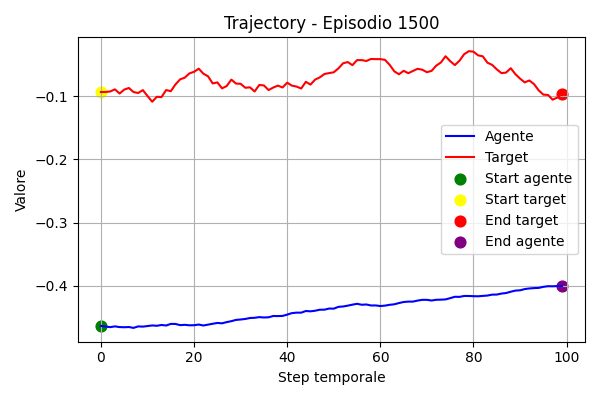 Trajectory - Episodio 1500
Valore
−0.1
−0.2
−0.3
−0.4
Agente
Target
Start agente
Start target
End target
End agente
0
20
40
60
80
100
Step temporale